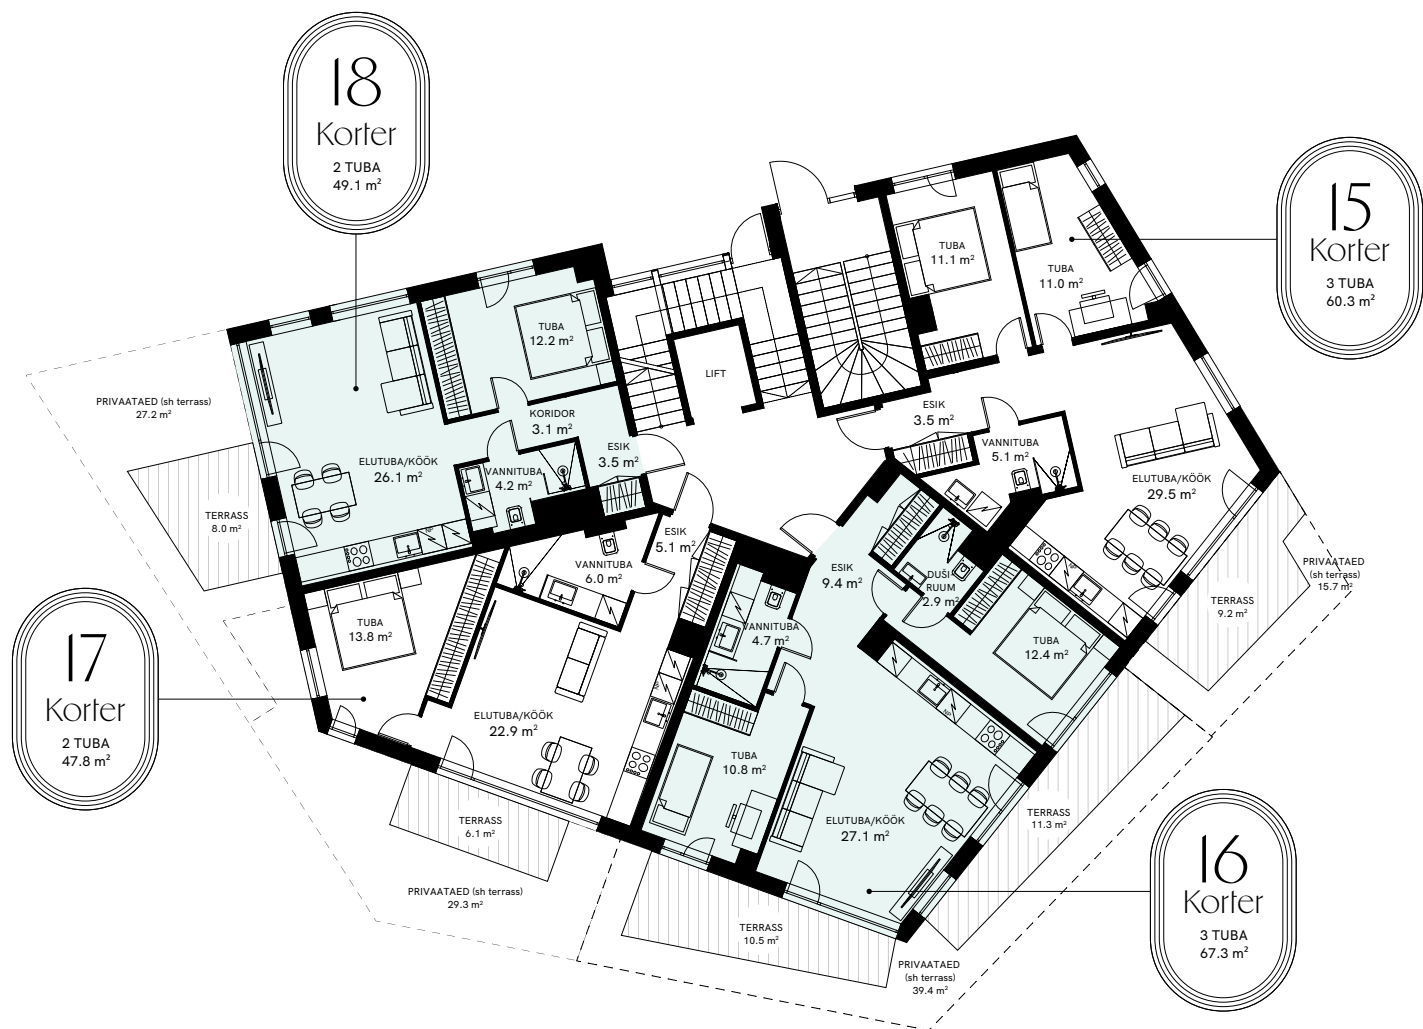 18
Korter
2 TUBA
49.1 m²
15
Korter
3 TUBA
60.3 m²
TUBA
11.1 m²
TUBA
11.0 m²
TUBA
12.2 m²
LIFT
PRIVAATAED (sh terrass)
27.2 m²
KORIDOR
3.1 m²
ESIK
3.5 m²
ESIK
3.5 m²
VANNITUBA
5.1 m²
ELUTUBA/KÖÖK
26.1 m²
VANNITUBA
4.2 m²
ELUTUBA/KÖÖK
29.5 m²
TERRASS
8.0 m²
NP
ESIK
5.1 m²
VANNITUBA
6.0 m²
ESIK
9.4 m²
DUŠI
RUUM
2.9 m²
NP
PRIVAATAED
(sh terrass)
15.7 m²
TERRASS
9.2 m²
17
Korter
2 TUBA
47.8 m²
TUBA
13.8 m²
VANNITUBA
4.7 m²
TUBA
12.4 m²
NP
NP
ELUTUBA/KÖÖK
22.9 m²
TUBA
10.8 m²
TERRASS
6.1 m²
ELUTUBA/KÖÖK
27.1 m²
TERRASS
11.3 m²
16
Korter
3 TUBA
67.3 m²
PRIVAATAED (sh terrass)
29.3 m²
TERRASS
10.5 m²
PRIVAATAED
(sh terrass)
39.4 m²